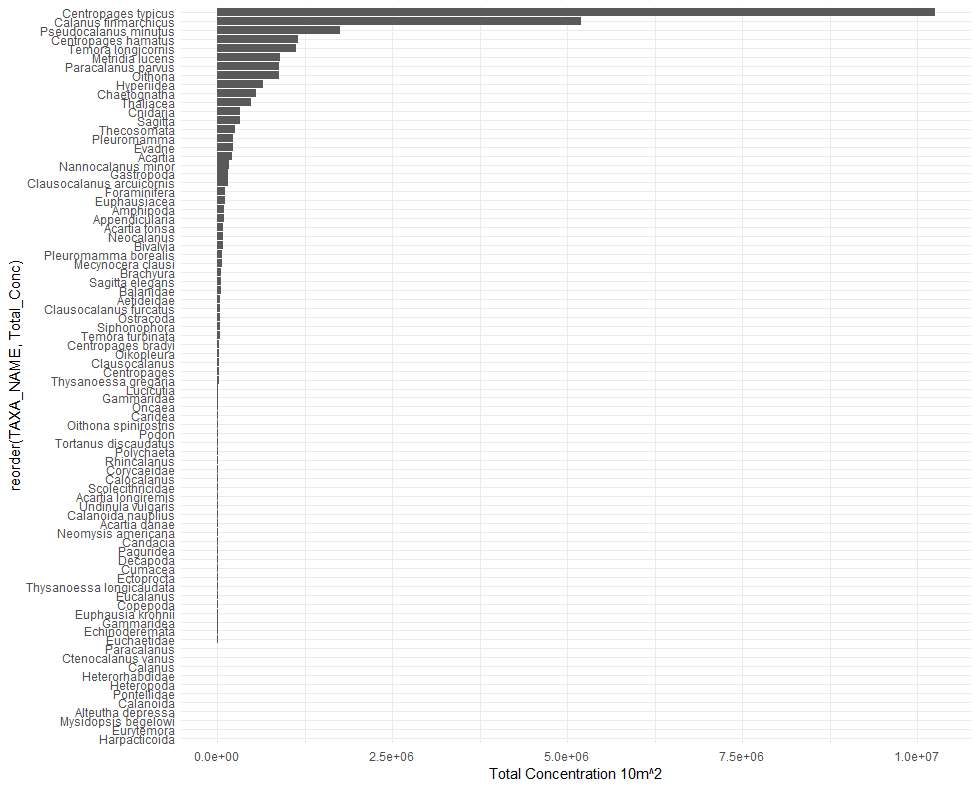 Centropages typicus
Calanus finmarchicus
Pseudocalanus minutus
Centropages hamatus
Temora longicornis
Metridia lucens
Paracalanus parvus
Oithona
Hyperiidea
Chaetognatha
Thaliacea
Cnidaria
Sagitta
Thecosomata
Pleuromamma
Evadne
Acartia
Nannocalanus minor
Gastropoda
Clausocalanus arcuicornis
Foraminifera
Euphausiacea
Amphipoda
Appendicularia
Acartia tonsa
Neocalanus
Bivalvia
Pleuromamma borealis
Mecynocera clausi
Brachyura
Sagitta elegans
Balanidae
Aetideidae
Clausocalanus furcatus
Ostracoda
Siphonophora
Temora turbinata
Centropages bradyi
Oikopleura
Clausocalanus
Centropages
Thysanoessa gregaria
Lucicutia
Gammaridae
Oncaea
Caridea
Oithona spinirostris
Podon
Tortanus discaudatus
Polychaeta
Rhincalanus
Corycaeidae
Calocalanus
Scolecithricidae
Acartia longiremis
Undinula vulgaris
Calanoida nauplius
Acartia danae
Neomysis americana
Candacia
Paguridea
Decapoda
Cumacea
Ectoprocta
Thysanoessa longicaudata
Eucalanus
Copepoda
Euphausia krohnii
Gammaridea
Echinodermata
Euchaetidae
Paracalanus
Ctenocalanus vanus
Calanus
Heterorhabdidae
Heteropoda
Pontellidae
Calanoida
Alteutha depressa
Mysidopsis begelowi
Eurytemora
Harpacticoida
reorder(TAXA_NAME, Total_Conc)
0.0e+00 2.5e+06 5.0e+06 7.5e+06 1.0e+07
Total Concentration 10m^2